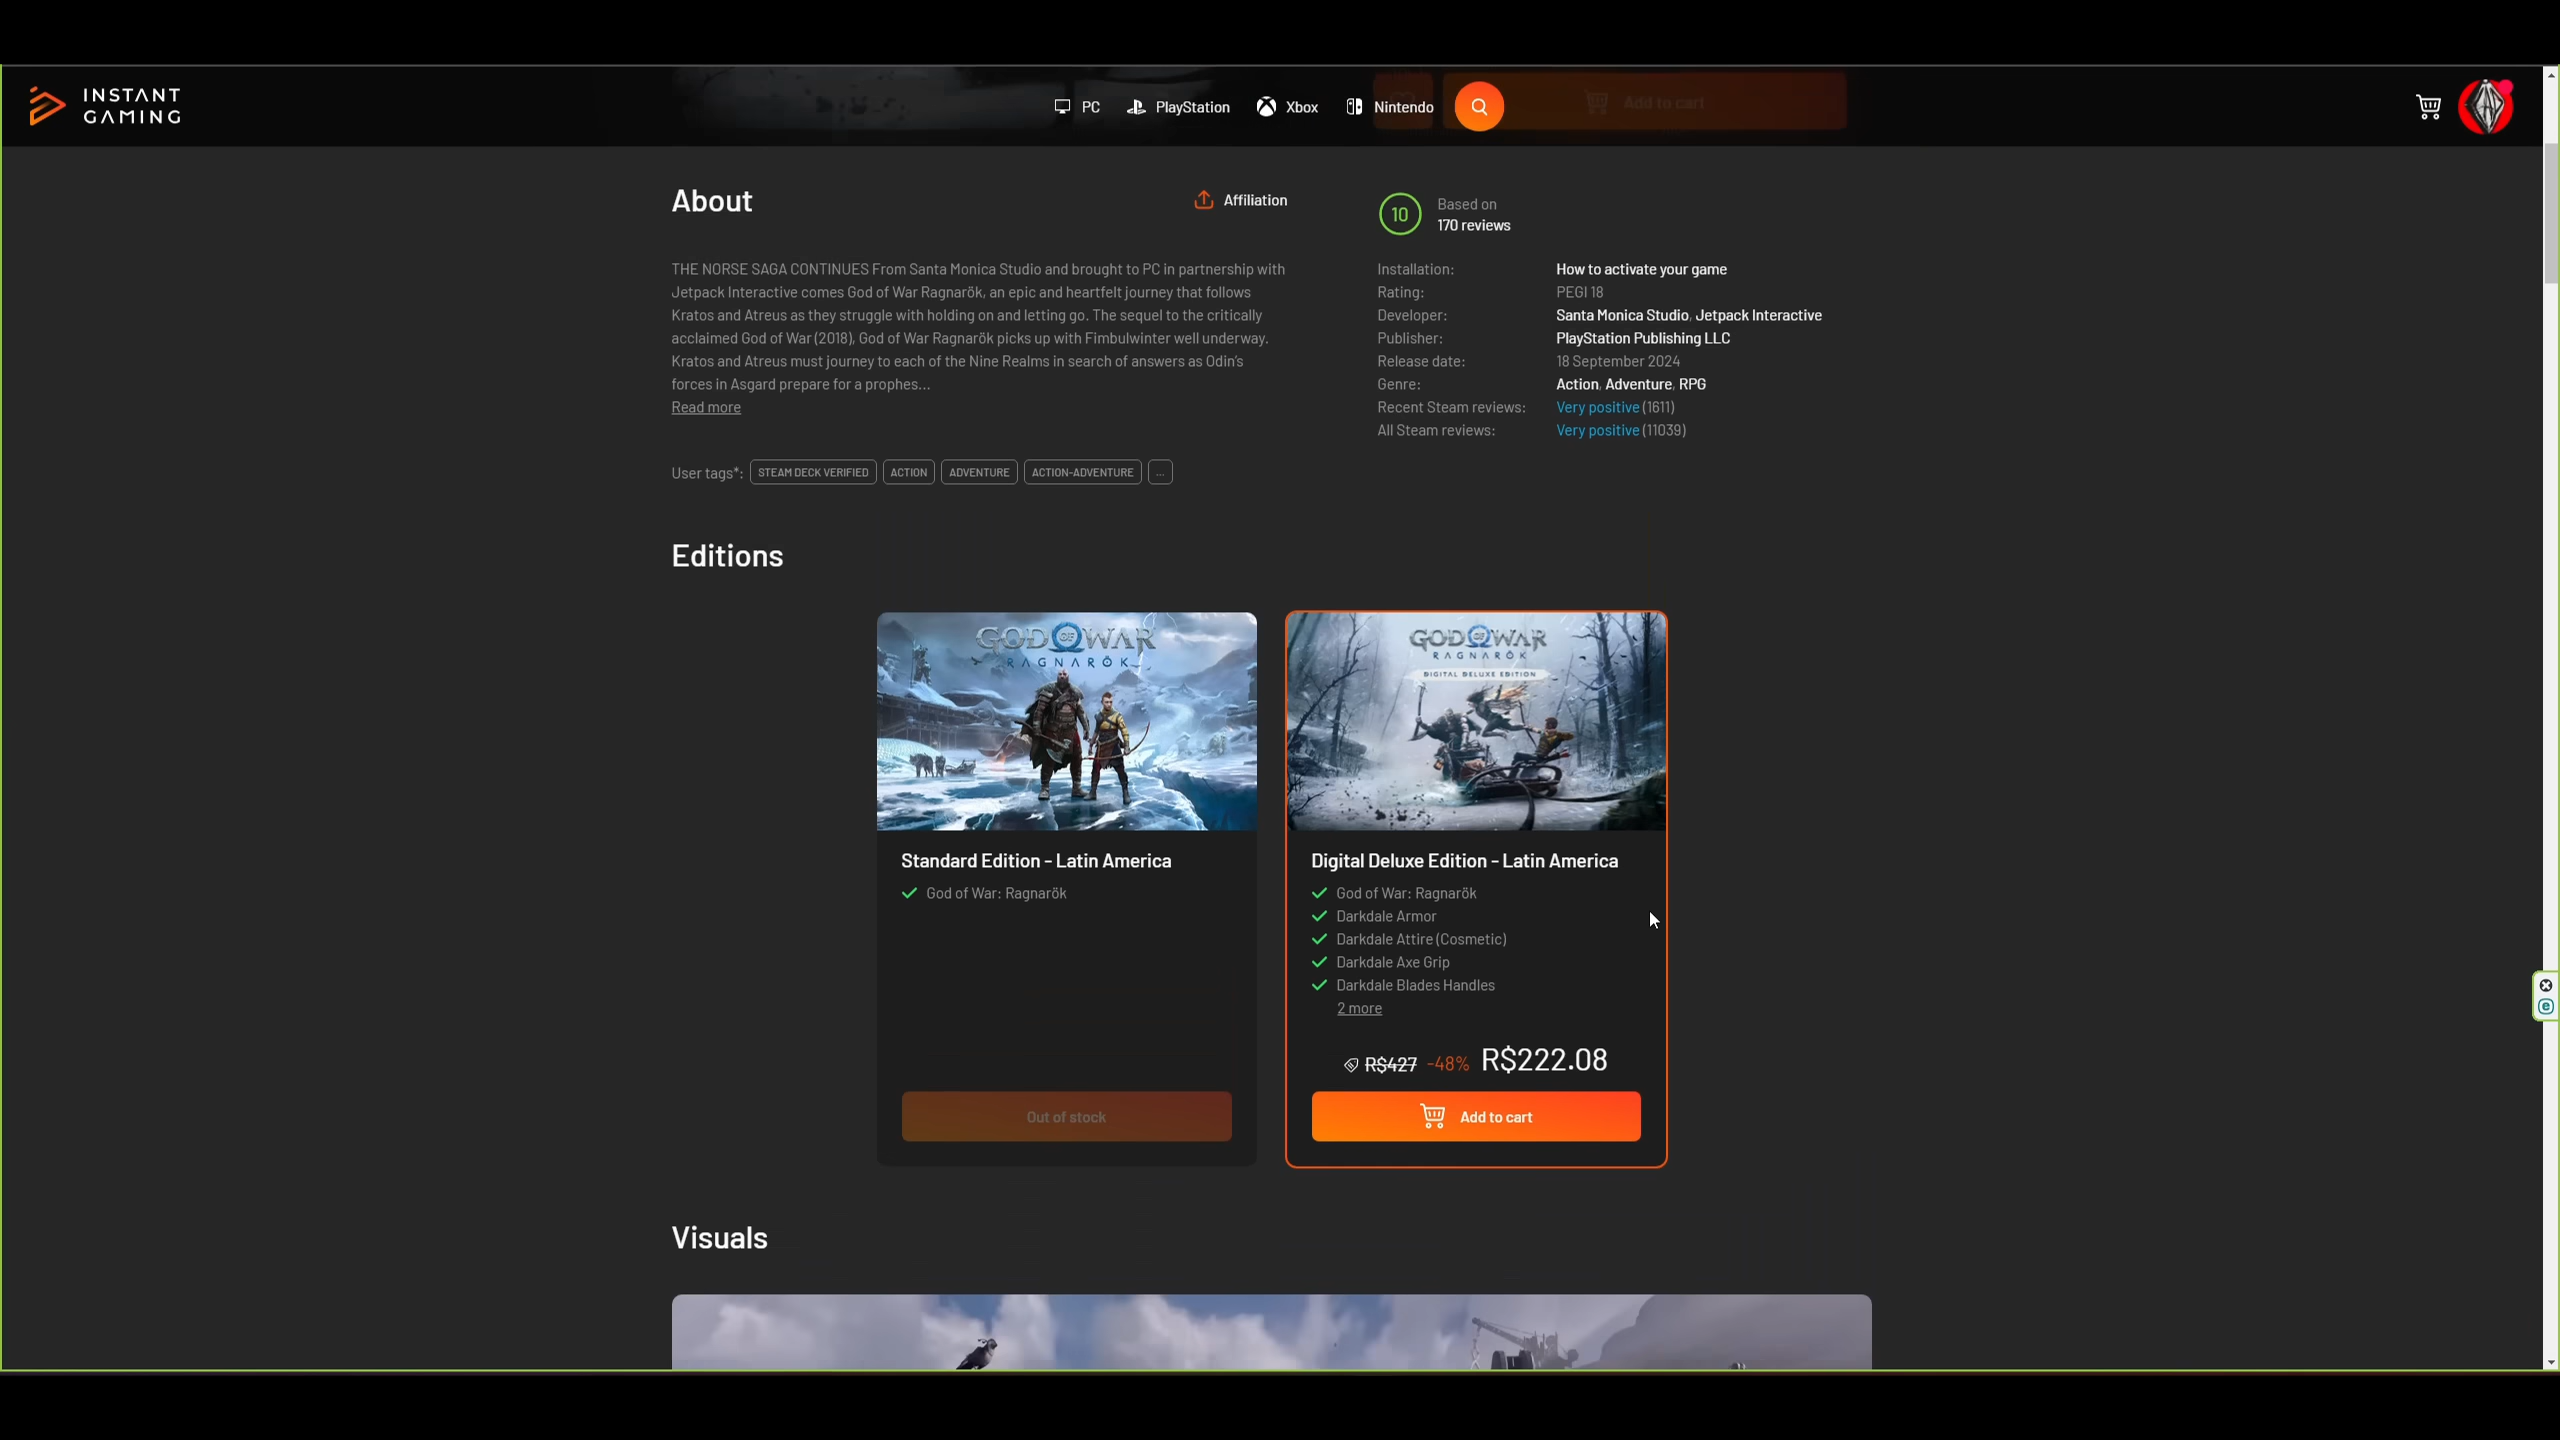 INSTANT
GAMING
PC
PlayStation
Xbox
Nintendo
Add to cart
About
Affiliation
10
Based on
170 reviews
THE NORSE SAGA CONTINUES From Santa Monica Studio and brought to PC in partnership with
Jetpack Interactive comes God of War Ragnarök, an epic and heartfelt journey that follows
Kratos and Atreus as they struggle with holding on and letting go. The sequel to the critically
acclaimed God of War (2018), God of War Ragnarök picks up with Fimbulwinter well underway.
Kratos and Atreus must journey to each of the Nine Realms in search of answers as Odin's
forces in Asgard prepare for a prophes...
Read more
Installation: How to activate your game
Rating: PEGI 18
Developer: Santa Monica Studio, Jetpack Interactive
Publisher: PlayStation Publishing LLC
Release date: 18 September 2024
Genre: Action, Adventure, RPG
Recent Steam reviews: Very positive (1611)
All Steam reviews: Very positive (11039)
User tags*: STEAM DECK VERIFIED ACTION ADVENTURE ACTION-ADVENTURE ...
Editions
GOD OF WAR
RAGNARÖK
Standard Edition - Latin America
God of War: Ragnarök
Out of stock
GOD OF WAR
RAGNARÖK
DIGITAL DELUXE EDITION
Digital Deluxe Edition - Latin America
God of War: Ragnarök
Darkdale Armor
Darkdale Attire (Cosmetic)
Darkdale Axe Grip
Darkdale Blades Handles
2 more
R$427 -48% R$222.08
Add to cart
Visuals